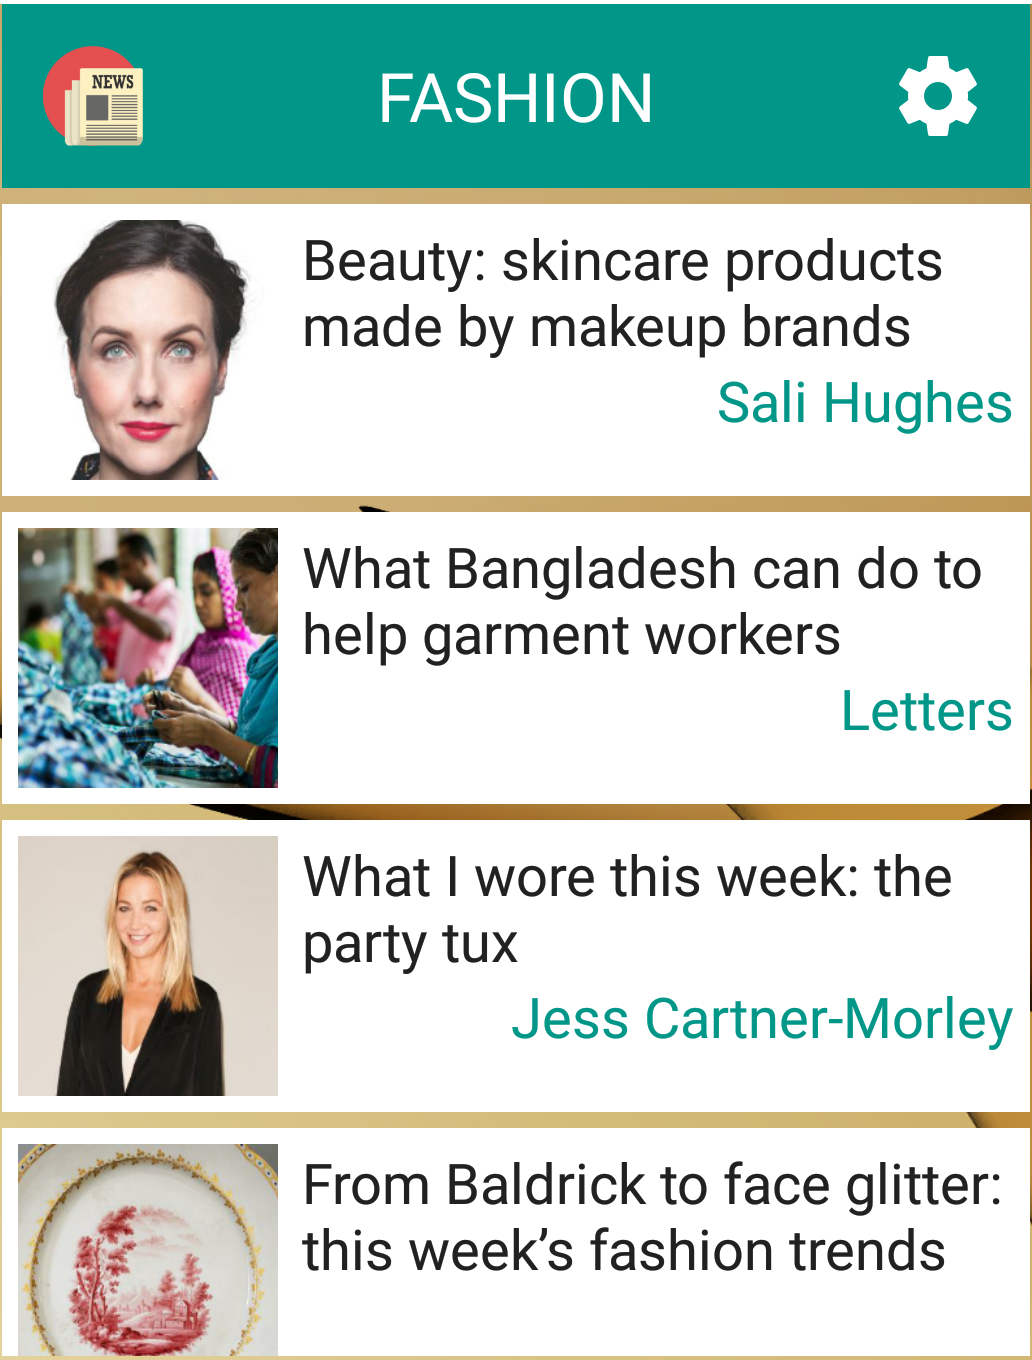 NEWS
FASHION
Beauty: skincare products
made by makeup brands
Sali Hughes
What Bangladesh can do to
help garment workers
Letters
What I wore this week: the
party tux
Jess Cartner-Morley
From Baldrick to face glitter:
this week’s fashion trends